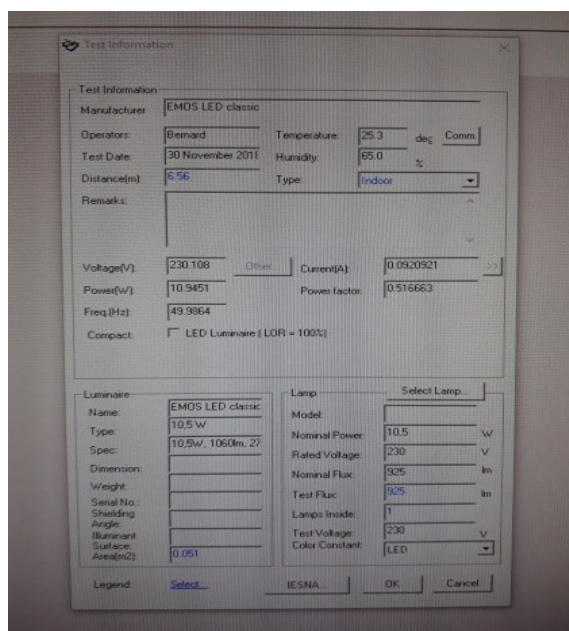 Test Information
Test Information
Manufacturer EMOS LED classic
Operators: Bernard Temperature: 25.3 deg Comm.
Test Date: 30 November 201 Humidity: 65.0 %
Distance(m): 6.56 Type: Indoor
Remarks:
Voltage(V): 230.108 Other... Current(A): 0.0920921 >>
Power(W): 10.9451 Power factor: 0.516663
Freq.(Hz): 49.9864
Compact: LED Luminaire ( LOR = 100%)
Luminaire
Name: EMOS LED classic
Type: 10,5 W
Spec: 10,5W, 1060lm, 27
Dimension:
Weight:
Serial No.:
Shielding
Angle:
Illuminant
Surface:
Area(m2): 0.051
Lamp Select Lamp...
Model:
Nominal Power: 10,5 W
Rated Voltage: 230 V
Nominal Flux: 925 lm
Test Flux: 925 lm
Lamps Inside: 1
Test Voltage: 230 V
Color Constant: LED
Legend: Select... IESNA... OK Cancel